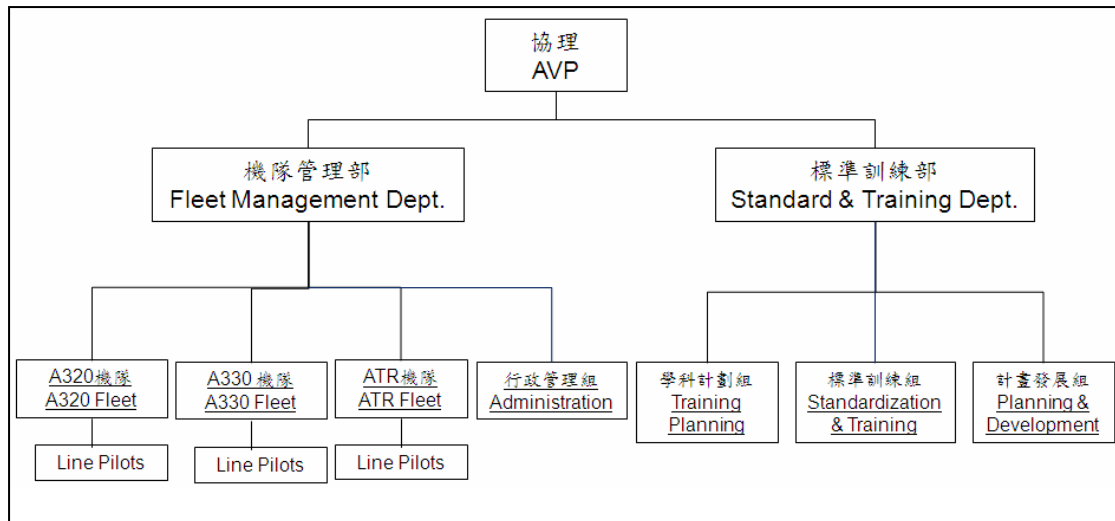 協理
AVP
機隊管理部
Fleet Management Dept.
標準訓練部
Standard & Training Dept.
A320機隊
A320 Fleet
A330 機隊
A330 Fleet
ATR機隊
ATR Fleet
行政管理組
Administration
學科計劃組
Training
Planning
標準訓練組
Standardization
& Training
計畫發展組
Planning &
Development
Line Pilots
Line Pilots
Line Pilots